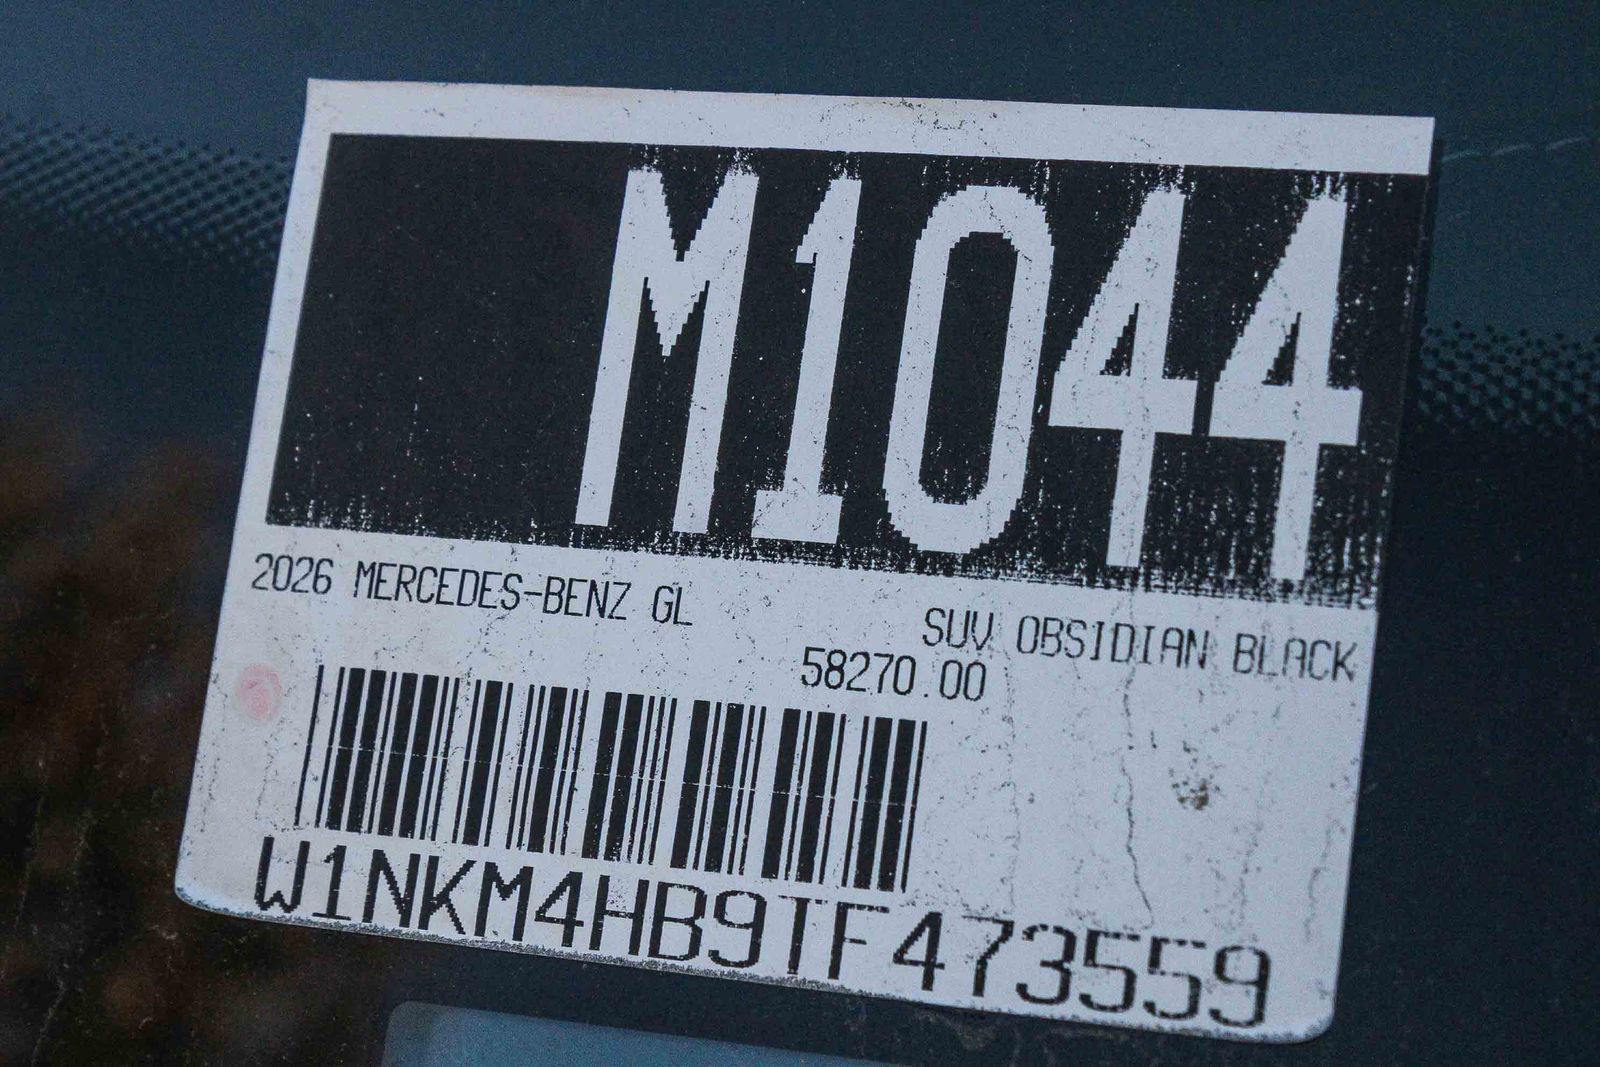 M1044
2026 MERCEDES-BENZ GL
SUV OBSIDIAN BLACK
58270.00
W1NKM4HB9TF473559